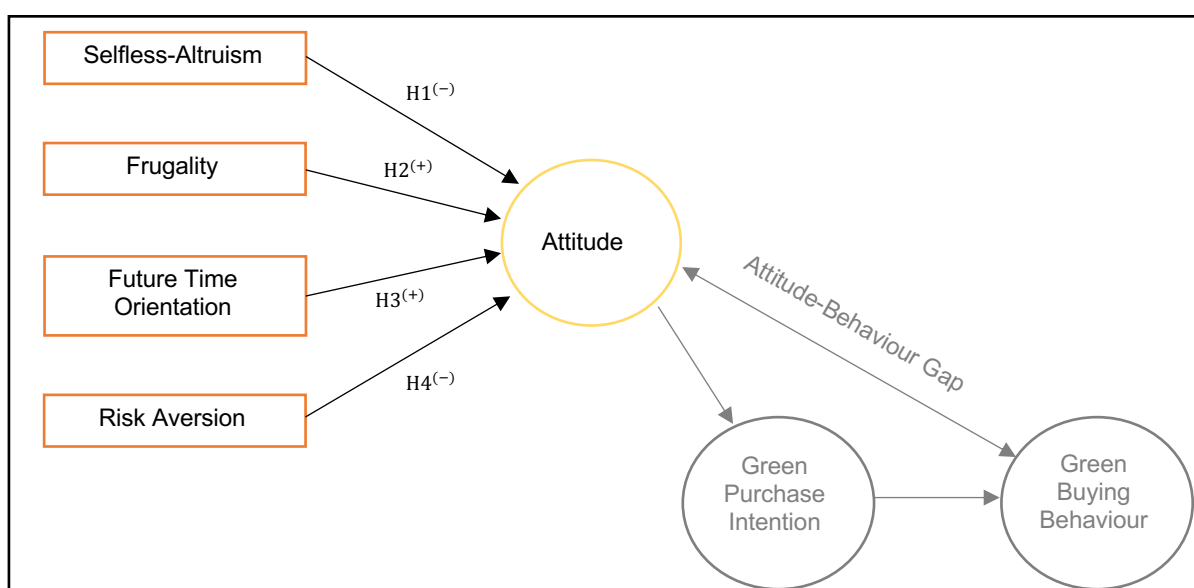 Selfless-Altruism
H1(−)
Frugality
H2(+)
Attitude
Future Time
Orientation
H3(+)
Attitude-Behaviour Gap
H4(−)
Risk Aversion
Green
Purchase
Intention
Green
Buying
Behaviour